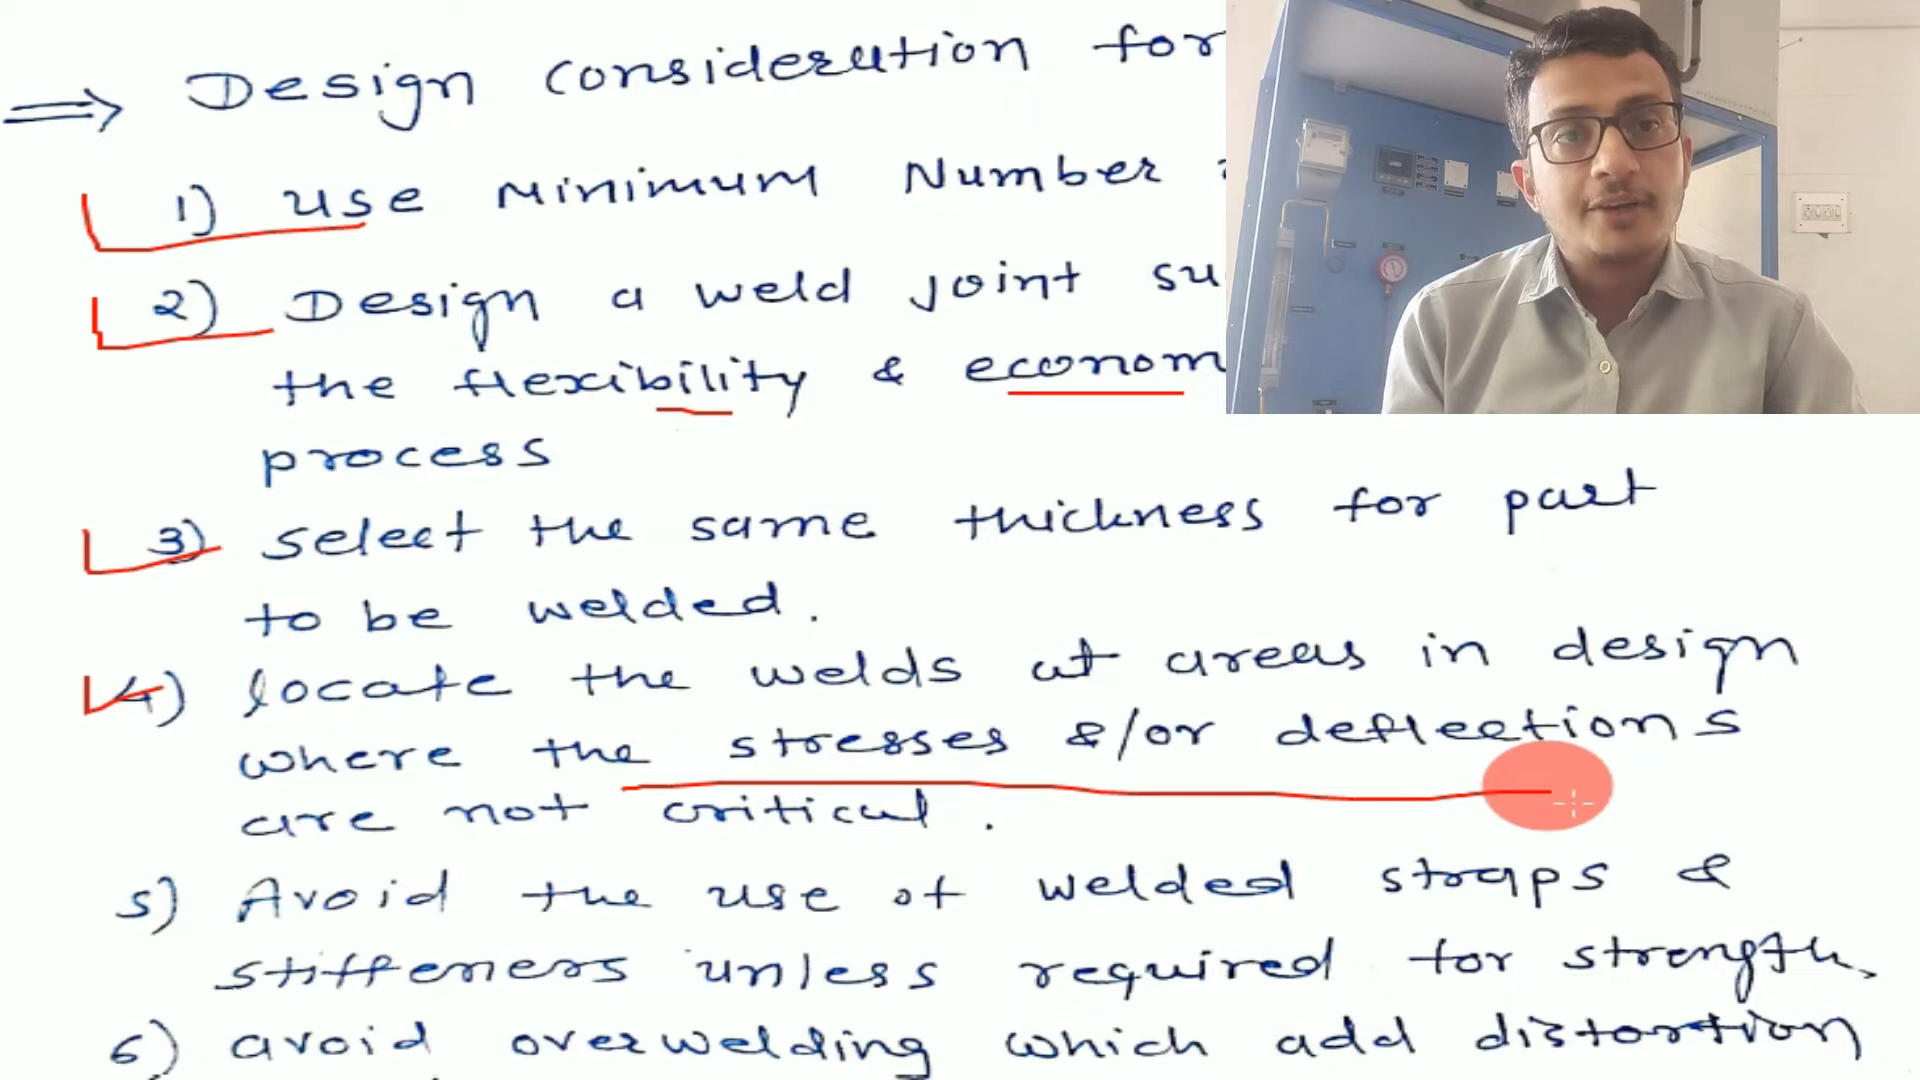 ⇒ Design consideration for
1) use Minimum Number
2) Design a weld joint su
the flexibility & econom
process
3) select the same thickness for part
to be welded.
4) locate the welds at areas in design
where the stresses &/or deflections
are not critical.
5) Avoid the use of welded straps &
stiffeners unless required for strength.
6) avoid overwelding which add distortion